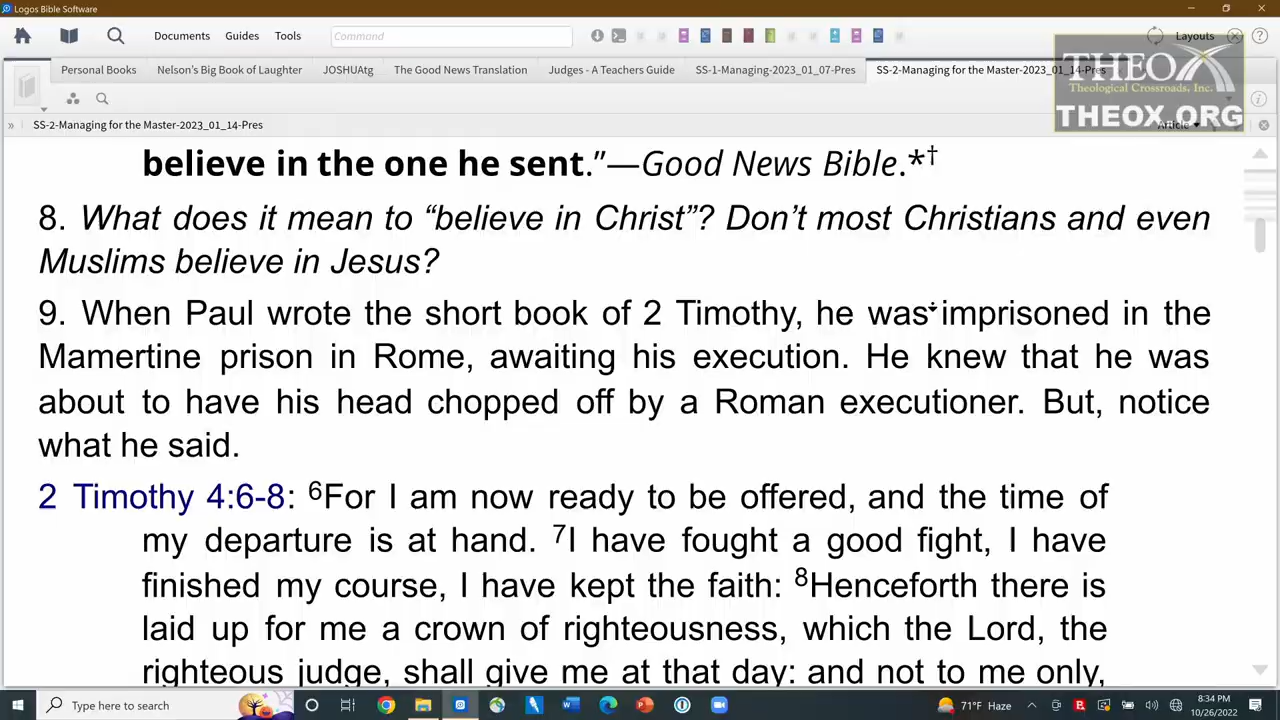 Logos Bible Software
Documents Guides Tools Command Layouts
THEOX
Theological Crossroads, Inc.
THEOX.ORG
Personal Books Nelson's Big Book of Laughter JOSHUItg The Good News Translation Judges - A Teachers Guide SS-1-Managing-2023_01_07-Pres SS-2-Managing for the Master-2023_01_14-Pres
» SS-2-Managing for the Master-2023_01_14-Pres Article
believe in the one he sent.”—Good News Bible.*†
8. What does it mean to “believe in Christ”? Don’t most Christians and even
Muslims believe in Jesus?
9. When Paul wrote the short book of 2 Timothy, he was imprisoned in the
Mamertine prison in Rome, awaiting his execution. He knew that he was
about to have his head chopped off by a Roman executioner. But, notice
what he said.
2 Timothy 4:6-8: 6For I am now ready to be offered, and the time of
my departure is at hand. 7I have fought a good fight, I have
finished my course, I have kept the faith: 8Henceforth there is
laid up for me a crown of righteousness, which the Lord, the
righteous judge, shall give me at that day: and not to me only,
Type here to search
71°F Haze
8:34 PM
10/26/2022